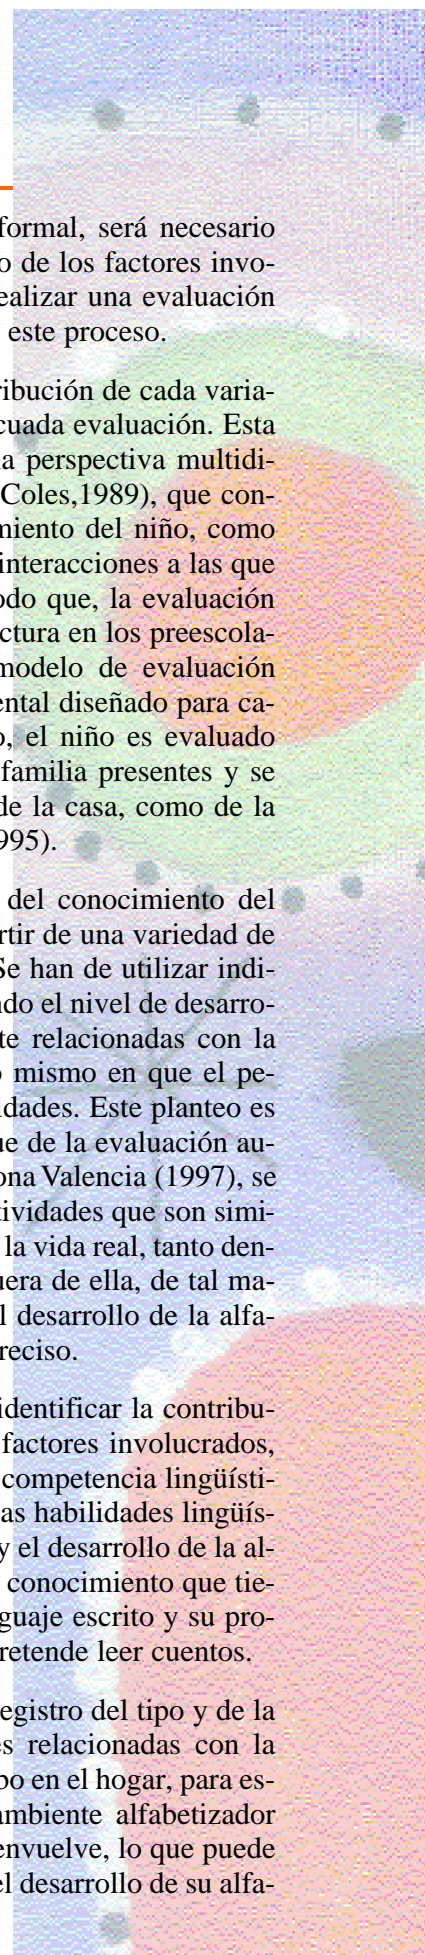 formal, será necesario
o de los factores invo-
ealizar una evaluación
este proceso.
ribución de cada varia-
cuada evaluación. Esta
a perspectiva multidi-
Coles,1989), que con-
miento del niño, como
interacciones a las que
odo que, la evaluación
ctura en los preescola-
modelo de evaluación
ental diseñado para ca-
o, el niño es evaluado
familia presentes y se
de la casa, como de la
995).
del conocimiento del
rtir de una variedad de
Se han de utilizar indi-
ndo el nivel de desarro-
te relacionadas con la
o mismo en que el pe-
idades. Este planteo es
ue de la evaluación au-
ona Valencia (1997), se
tividades que son simi-
la vida real, tanto den-
uera de ella, de tal ma-
l desarrollo de la alfa-
reciso.
identificar la contribu-
factores involucrados,
competencia lingüísti-
as habilidades lingüís-
y el desarrollo de la al-
conocimiento que tie-
guaje escrito y su pro-
retende leer cuentos.
egistro del tipo y de la
es relacionadas con la
bo en el hogar, para es-
ambiente alfabetizador
envuelve, lo que puede
el desarrollo de su alfa-